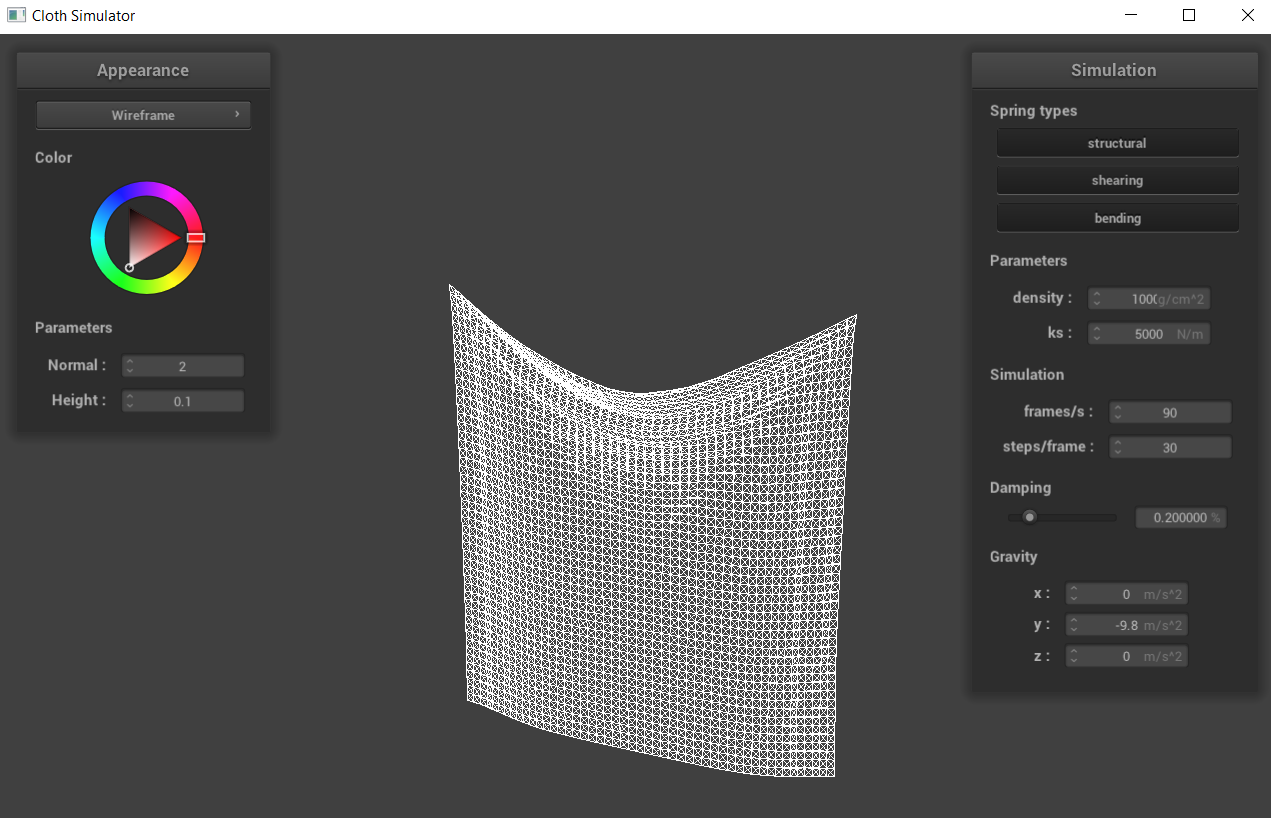 Cloth Simulator
Appearance
Wireframe
Color
Parameters
Normal : 2
Height : 0.1
Simulation
Spring types
structural
shearing
bending
Parameters
density : g/cm^2
ks : 5000 N/m
Simulation
frames/s : 90
steps/frame : 30
Damping
0.200000 %
Gravity
x : 0 m/s^2
y : -9.8 m/s^2
z : 0 m/s^2